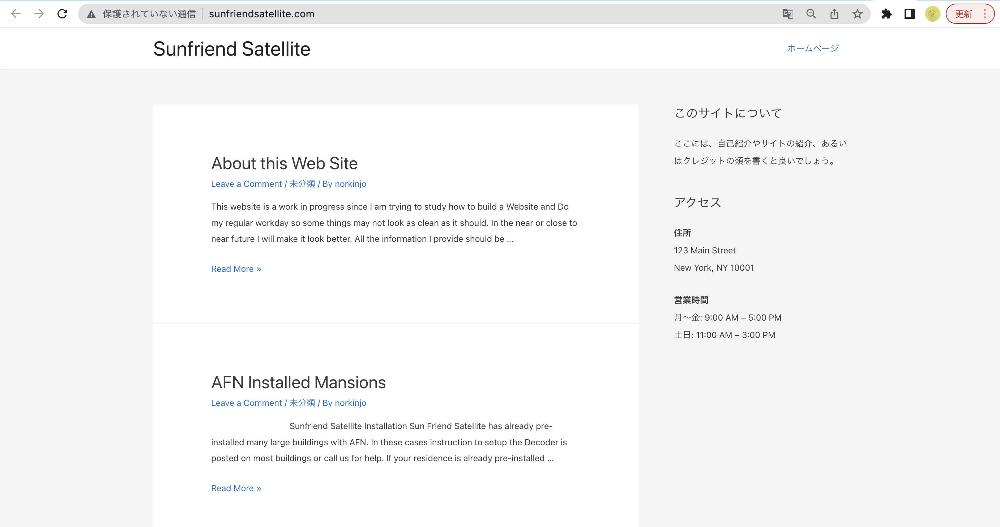 保護されていない通信 | sunfriendsatellite.com
更新
Sunfriend Satellite
ホームページ
About this Web Site
Leave a Comment / 未分類 / By norkinjo
This website is a work in progress since I am trying to study how to build a Website and Do
my regular workday so some things may not look as clean as it should. In the near or close to
near future I will make it look better. All the information I provide should be ...
Read More »
AFN Installed Mansions
Leave a Comment / 未分類 / By norkinjo
Sunfriend Satellite Installation Sun Friend Satellite has already pre-
installed many large buildings with AFN. In these cases instruction to setup the Decoder is
posted on most buildings or call us for help. If your residence is already pre-installed ...
Read More »
このサイトについて
ここには、自己紹介やサイトの紹介、あるい
はクレジットの類を書くと良いでしょう。
アクセス
住所
123 Main Street
New York, NY 10001
営業時間
月〜金: 9:00 AM – 5:00 PM
土日: 11:00 AM – 3:00 PM